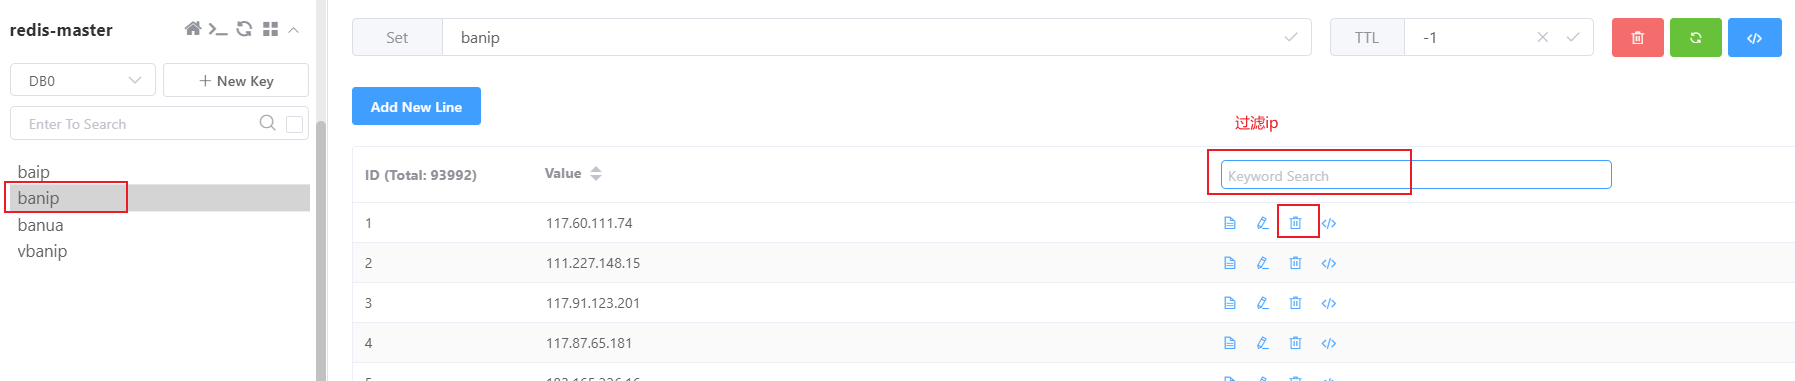 redis-master
DB0
+ New Key
Enter To Search
baip
banip
banua
vbanip
Set banip
TTL -1
Add New Line
过滤ip
ID (Total: 93992) Value Keyword Search
1 117.60.111.74
2 111.227.148.15
3 117.91.123.201
4 117.87.65.181